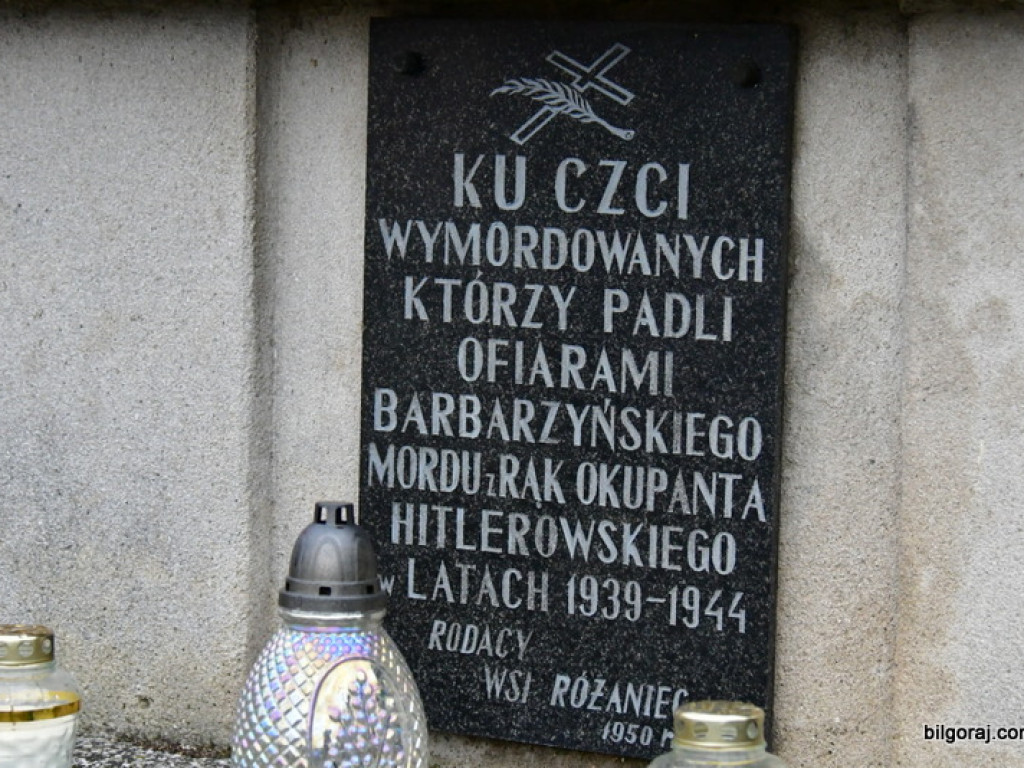 KU CZCI
WYMORDOWANYCH
KTÓRZY PADLI
OFIARAMI
BARBARZYŃSKIEGO
MORDU z RĄK OKUPANTA
HITLEROWSKIEGO
w LATACH 1939-1944
RODACY
WSI RÓŻANIEC
1950 r
bilgoraj.com